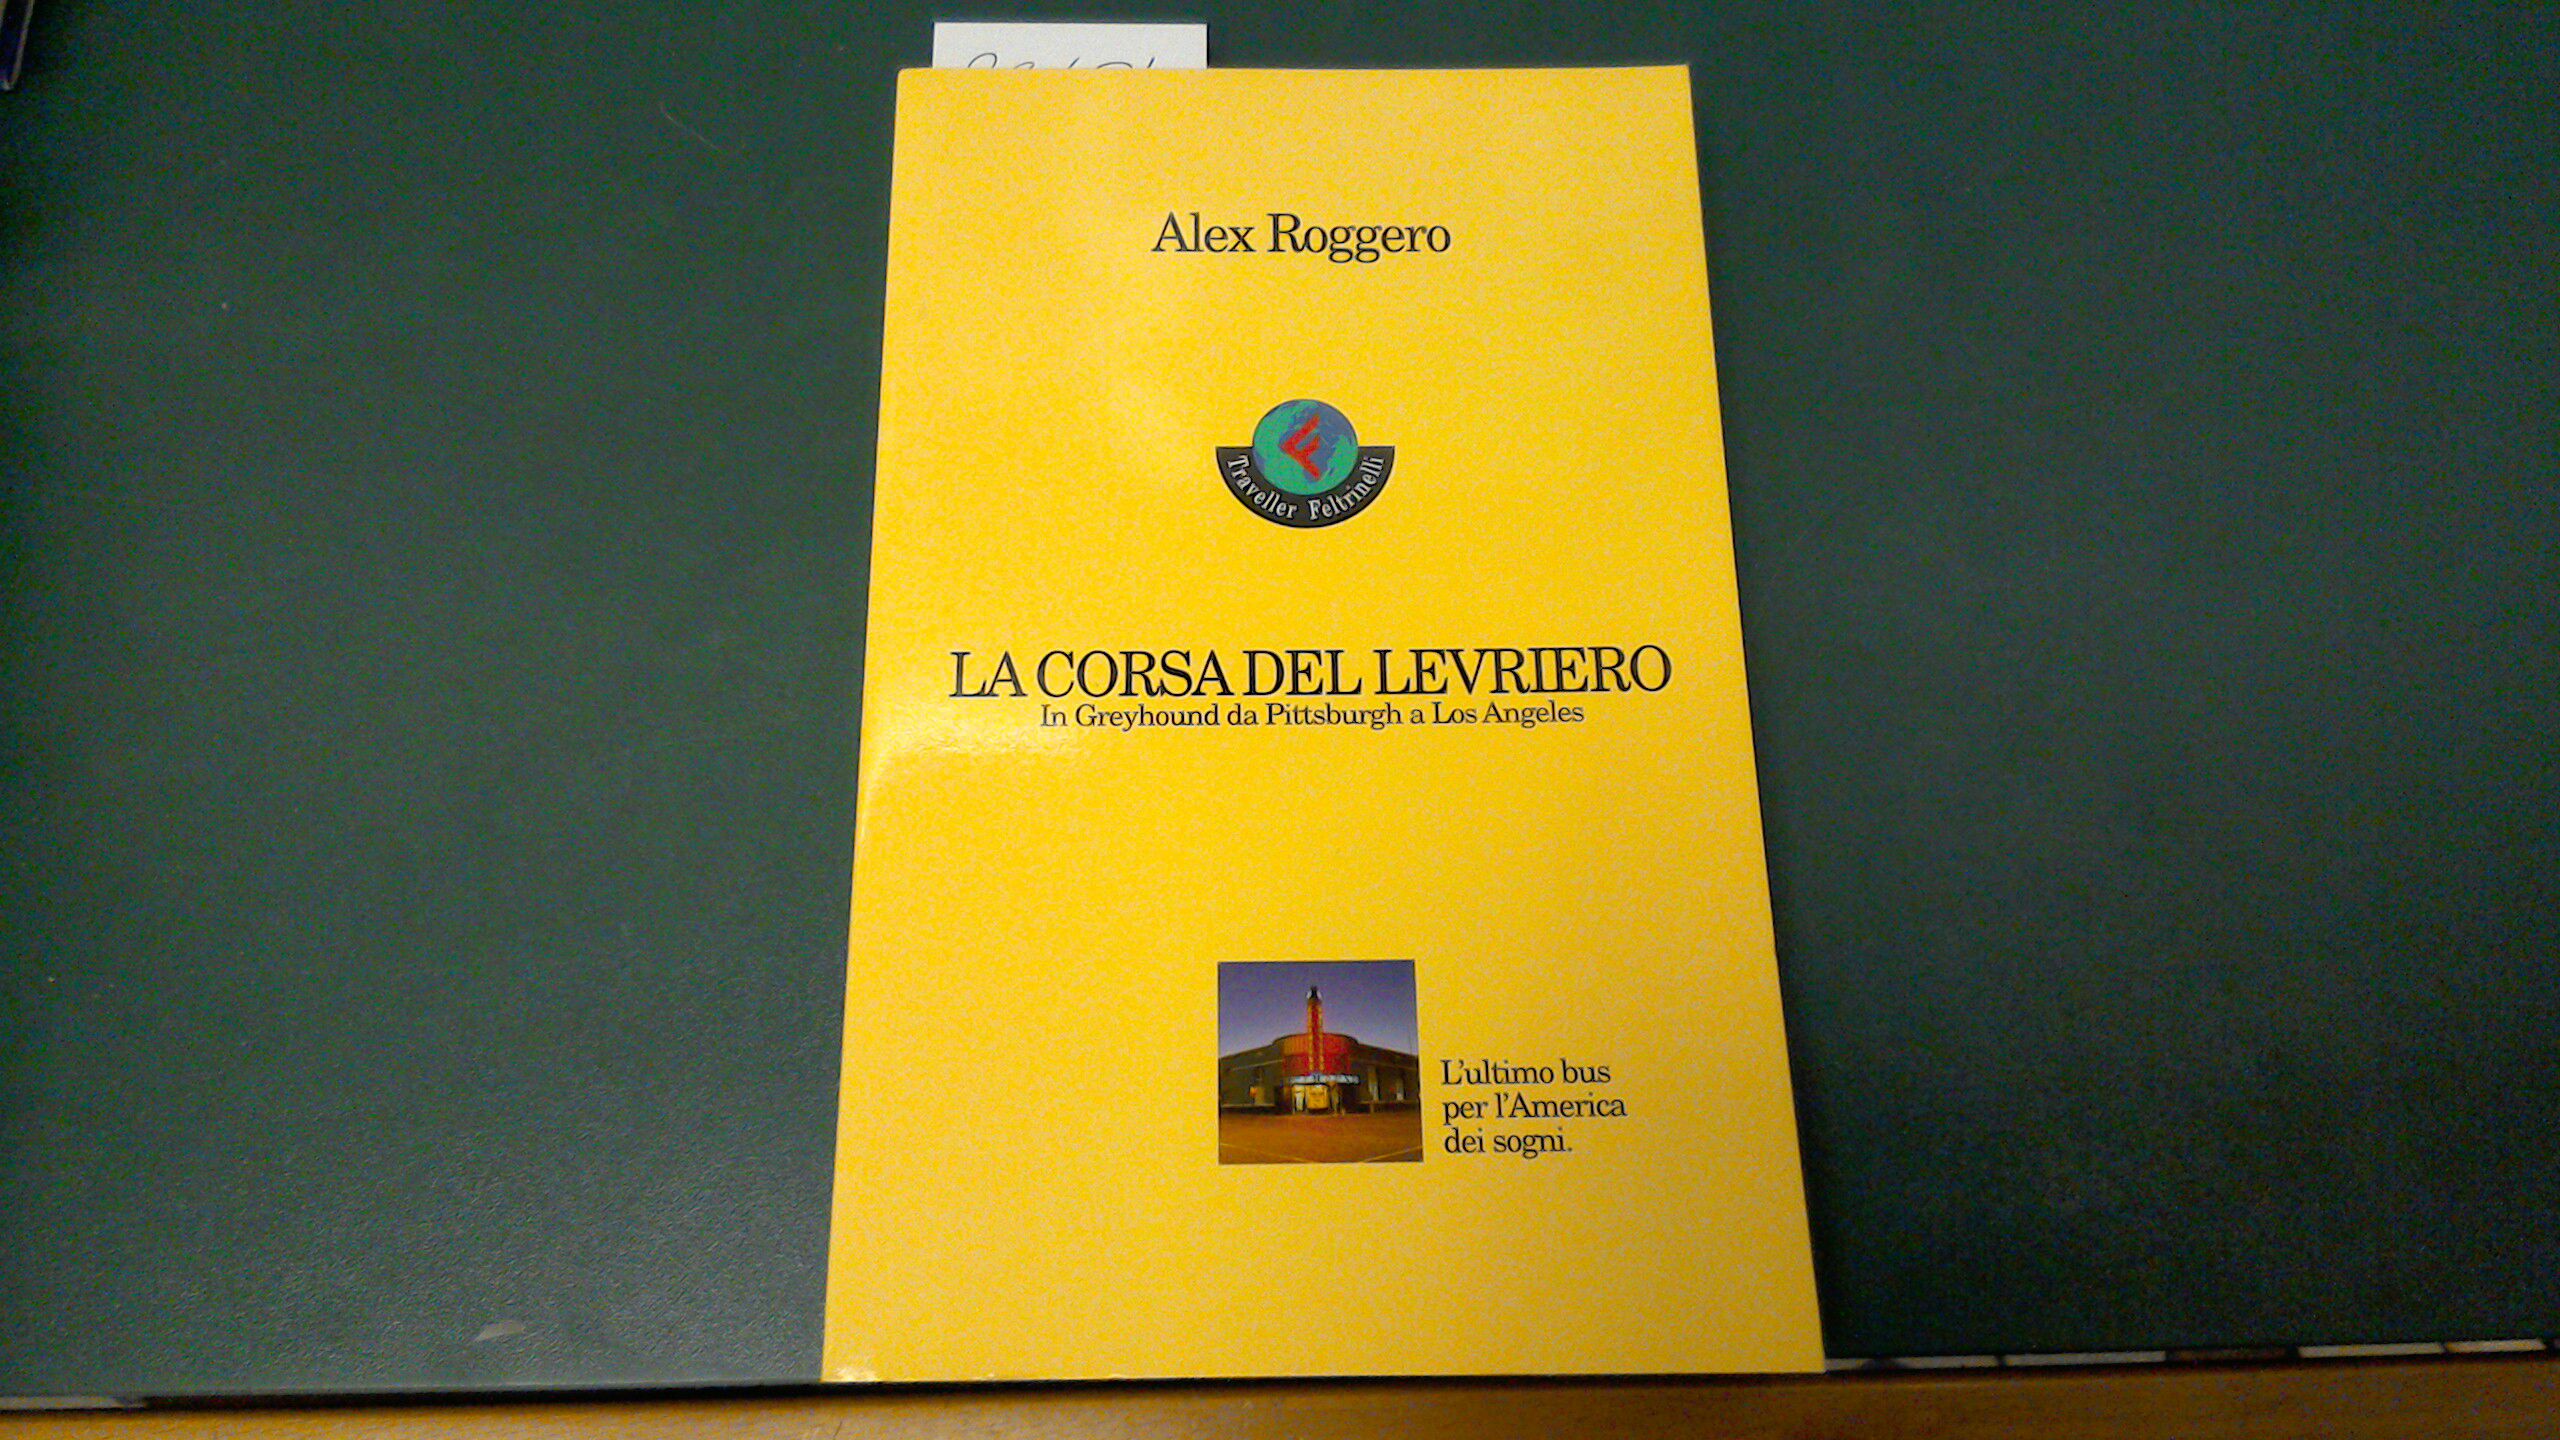 Alex Roggero
Traveller Feltrinelli
LA CORSA DEL LEVRIERO
In Greyhound da Pittsburgh a Los Angeles
L'ultimo bus
per l'America
dei sogni.